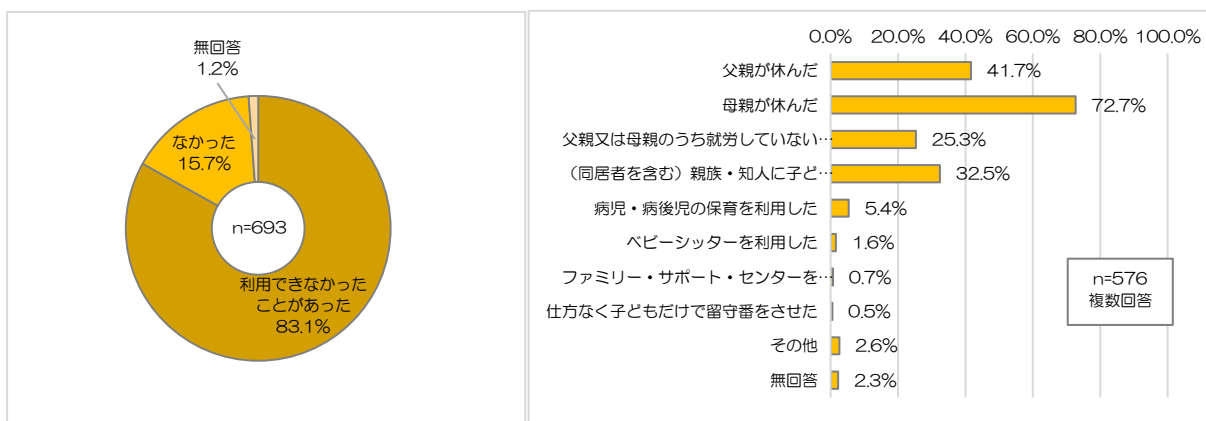 無回答
1.2%
なかった
15.7%
n=693
利用できなかった
ことがあった
83.1%
0.0% 20.0% 40.0% 60.0% 80.0% 100.0%
父親が休んだ 41.7%
母親が休んだ 72.7%
父親又は母親のうち就労していない… 25.3%
（同居者を含む）親族・知人に子ど… 32.5%
病児・病後児の保育を利用した 5.4%
ベビーシッターを利用した 1.6%
ファミリー・サポート・センターを… 0.7%
仕方なく子どもだけで留守番をさせた 0.5%
その他 2.6%
無回答 2.3%
n=576
複数回答